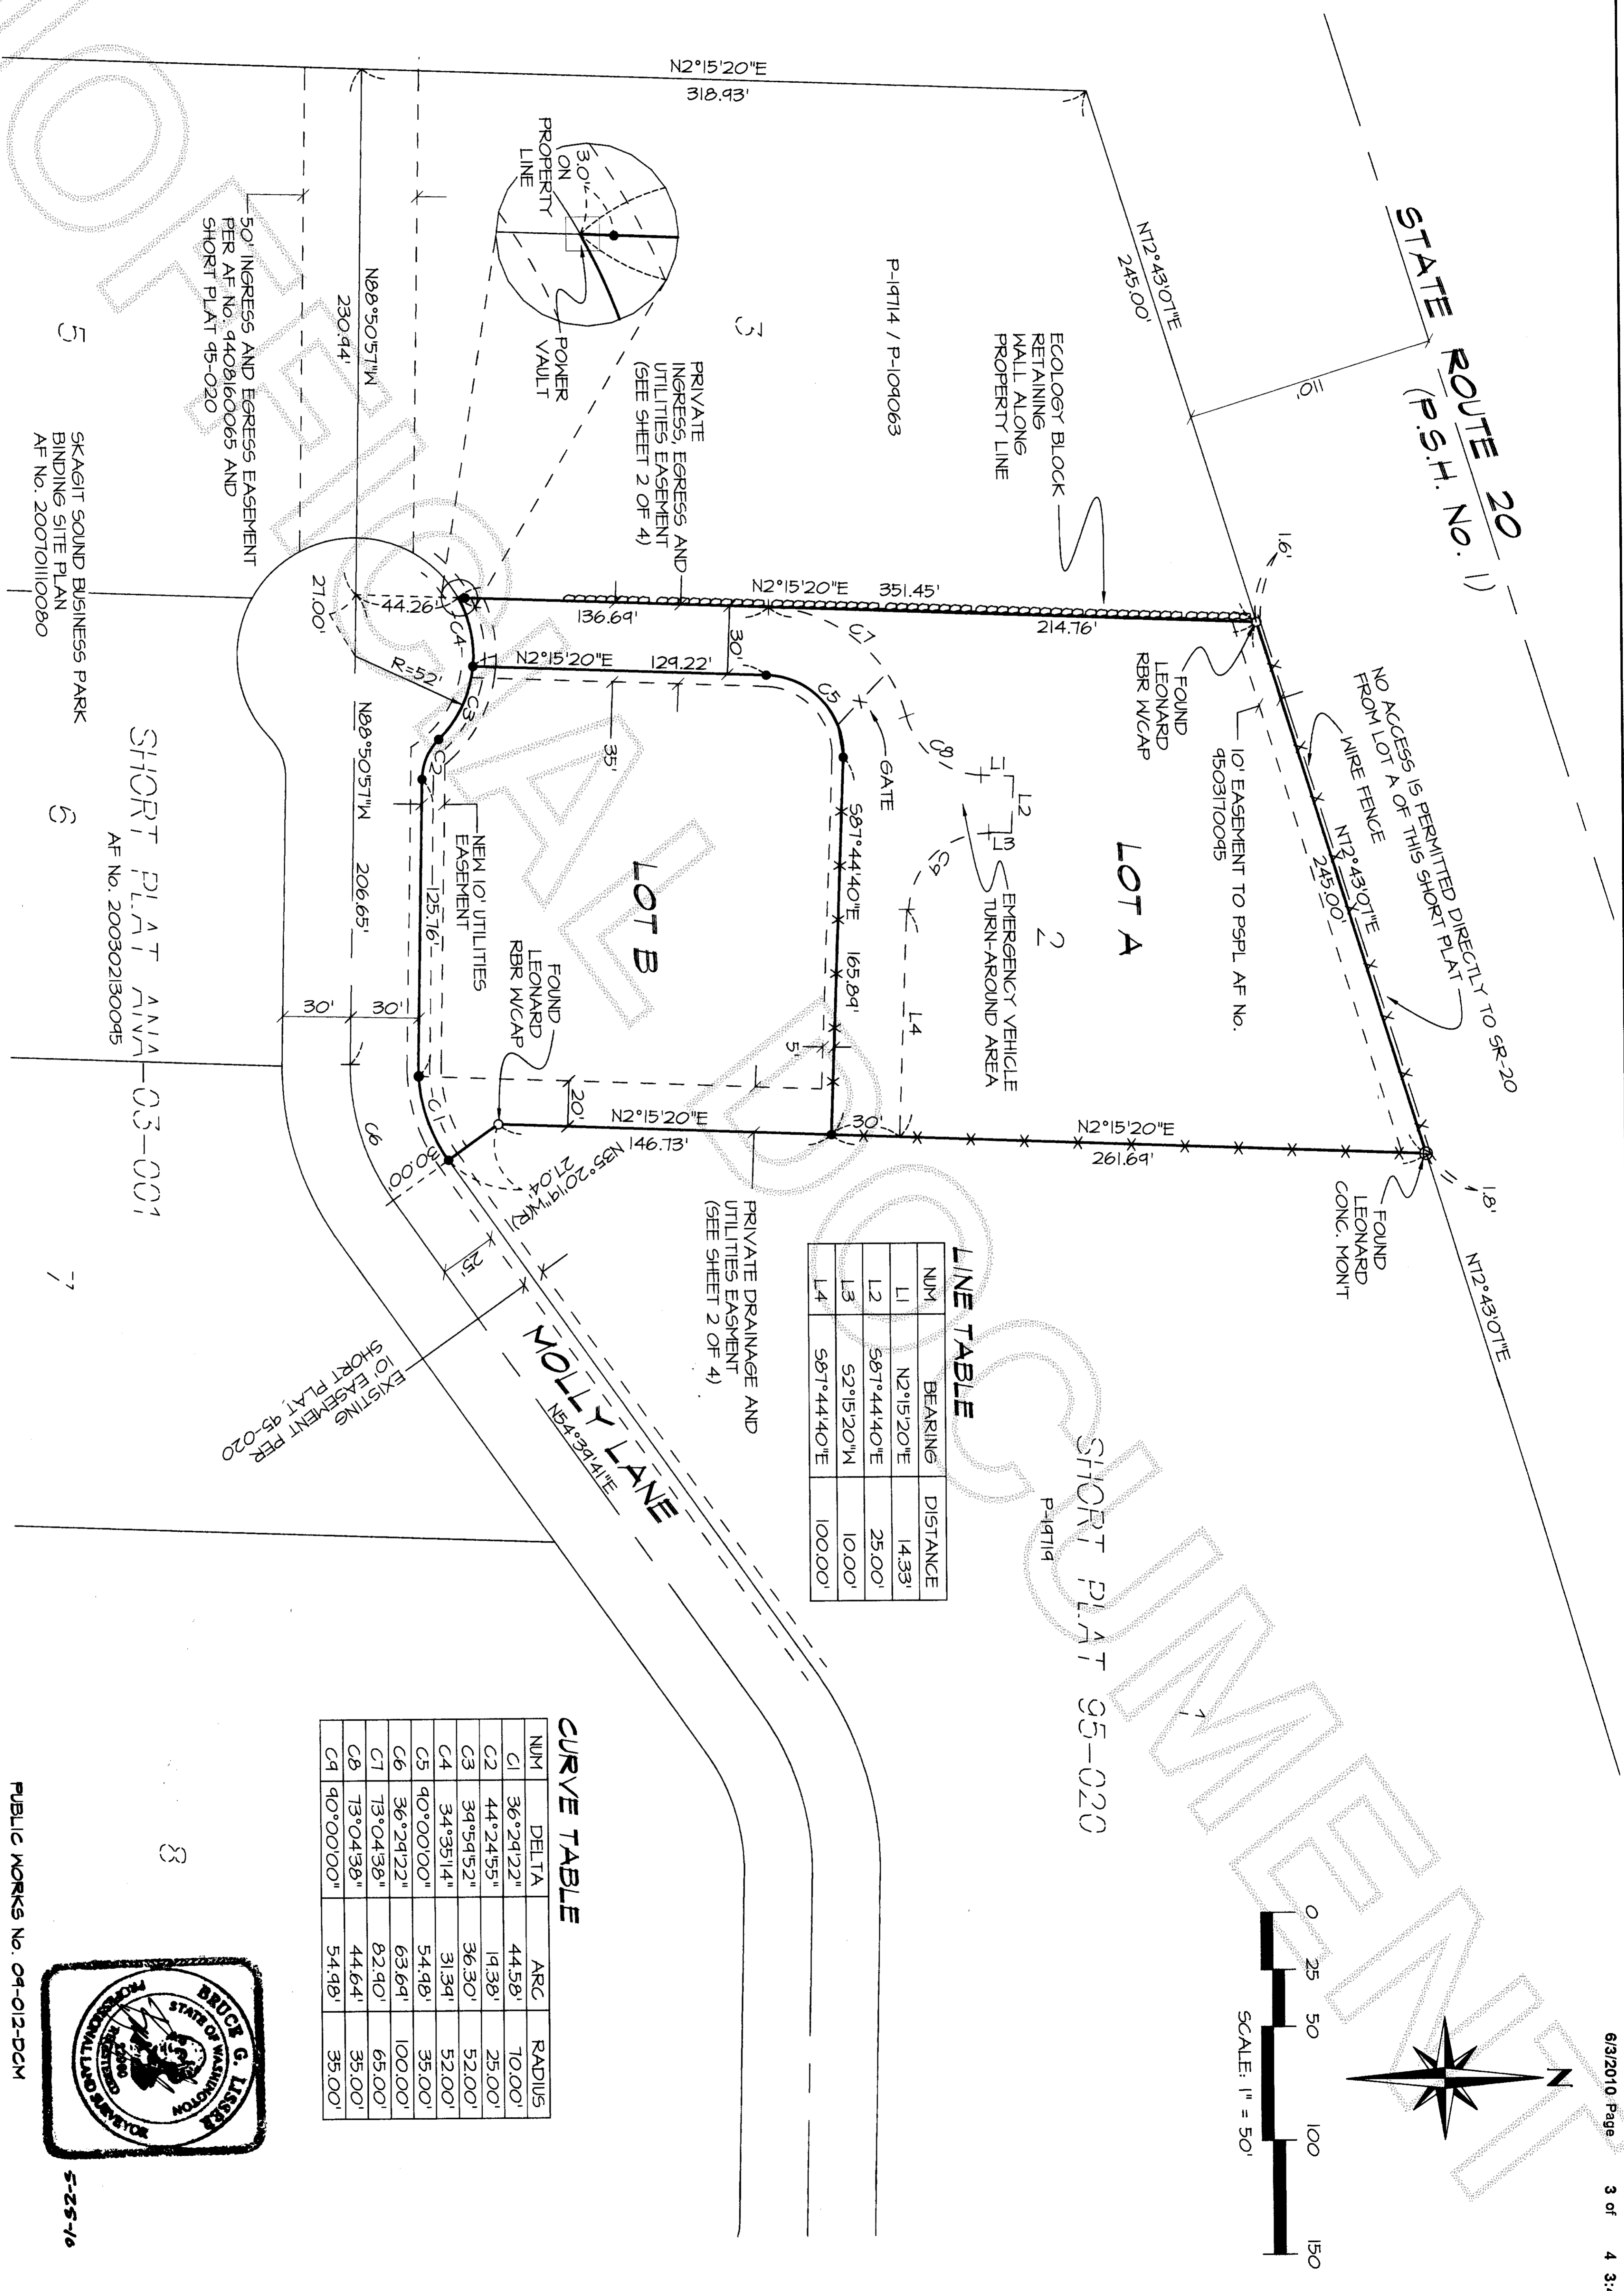 6/3/2010 Page 3 of 4 3:
STATE ROUTE 20
(P.S.H. No. 1)
N72°43'07"E
245.00'
110'
N2°15'20"E
318.93'
P-19714 / P-109063
3
ECOLOGY BLOCK
RETAINING
WALL ALONG
PROPERTY LINE
PRIVATE
INGRESS, EGRESS AND
UTILITIES EASEMENT
(SEE SHEET 2 OF 4)
3.0'
ON
PROPERTY
LINE
POWER
VAULT
N88°50'57"W
230.94'
50' INGRESS AND EGRESS EASEMENT
PER AF No. 9408160065 AND
SHORT PLAT 95-020
5
SKAGIT SOUND BUSINESS PARK
BINDING SITE PLAN
AF No. 200701110080
1.6'
N2°15'20"E 351.45'
136.69'
214.76'
FOUND
LEONARD
RBR W/CAP
NO ACCESS IS PERMITTED DIRECTLY TO SR-20
FROM LOT A OF THIS SHORT PLAT
WIRE FENCE
N72°43'07"E
245.00'
10' EASEMENT TO PSPL AF No.
9503170095
LOT A
2
EMERGENCY VEHICLE
TURN-AROUND AREA
L1
L2
L3
L4
C7
C8
C9
C5
GATE
30'
N2°15'20"E 129.22'
35'
S87°44'40"E 165.89'
5'
30'
LOT B
44.26'
27.00'
R=52'
C4
C3
C2
NEW 10' UTILITIES
EASEMENT
125.76'
N88°50'57"W 206.65'
30'
30'
C1
C6
FOUND
LEONARD
RBR W/CAP
20'
N2°15'20"E
146.73'
N2°15'20"E
261.69'
N35°20'19"W(R)
27.04'
30.00'
25'
1.8'
FOUND
LEONARD
CONC. MON'T
N72°43'07"E
PRIVATE DRAINAGE AND
UTILITIES EASMENT
(SEE SHEET 2 OF 4)
MOLLY LANE
N54°39'41"E
EXISTING
10' EASEMENT PER
SHORT PLAT, 95-020
6
SHORT PLAT ANA-03-001
AF No. 200302130095
7
8
SHORT PLAT 95-020
P-19719
1
LINE TABLE
NUM BEARING DISTANCE
L1 N2°15'20"E 14.33'
L2 S87°44'40"E 25.00'
L3 S2°15'20"W 10.00'
L4 S87°44'40"E 100.00'
CURVE TABLE
NUM DELTA ARC RADIUS
C1 36°29'22" 44.58' 70.00'
C2 44°24'55" 19.38' 25.00'
C3 39°59'52" 36.30' 52.00'
C4 34°35'14" 31.39' 52.00'
C5 90°00'00" 54.98' 35.00'
C6 36°29'22" 63.69' 100.00'
C7 73°04'38" 82.90' 65.00'
C8 73°04'38" 44.64' 35.00'
C9 90°00'00" 54.98' 35.00'
N
0 25 50 100 150
SCALE: 1" = 50'
BRUCE G. LISSER
STATE OF WASHINGTON
REGISTERED
PROFESSIONAL LAND SURVEYOR
5-25-10
PUBLIC WORKS No. 09-012-DCM
OFFICIAL DOCUMENT